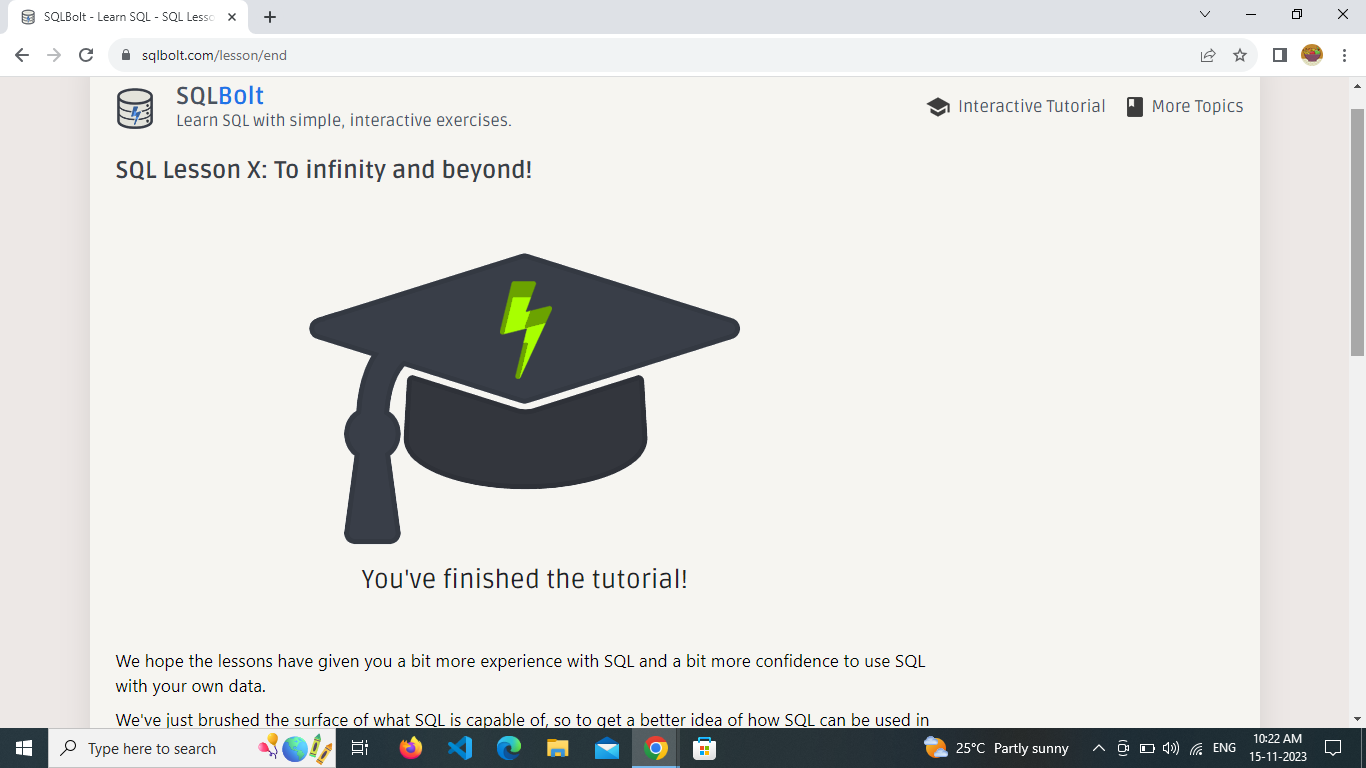 SQLBolt - Learn SQL - SQL Lesso
sqlbolt.com/lesson/end
SQLBolt
Learn SQL with simple, interactive exercises.
Interactive Tutorial
More Topics
SQL Lesson X: To infinity and beyond!
You've finished the tutorial!
We hope the lessons have given you a bit more experience with SQL and a bit more confidence to use SQL
with your own data.
We've just brushed the surface of what SQL is capable of, so to get a better idea of how SQL can be used in
Type here to search
25°C Partly sunny
ENG
10:22 AM
15-11-2023